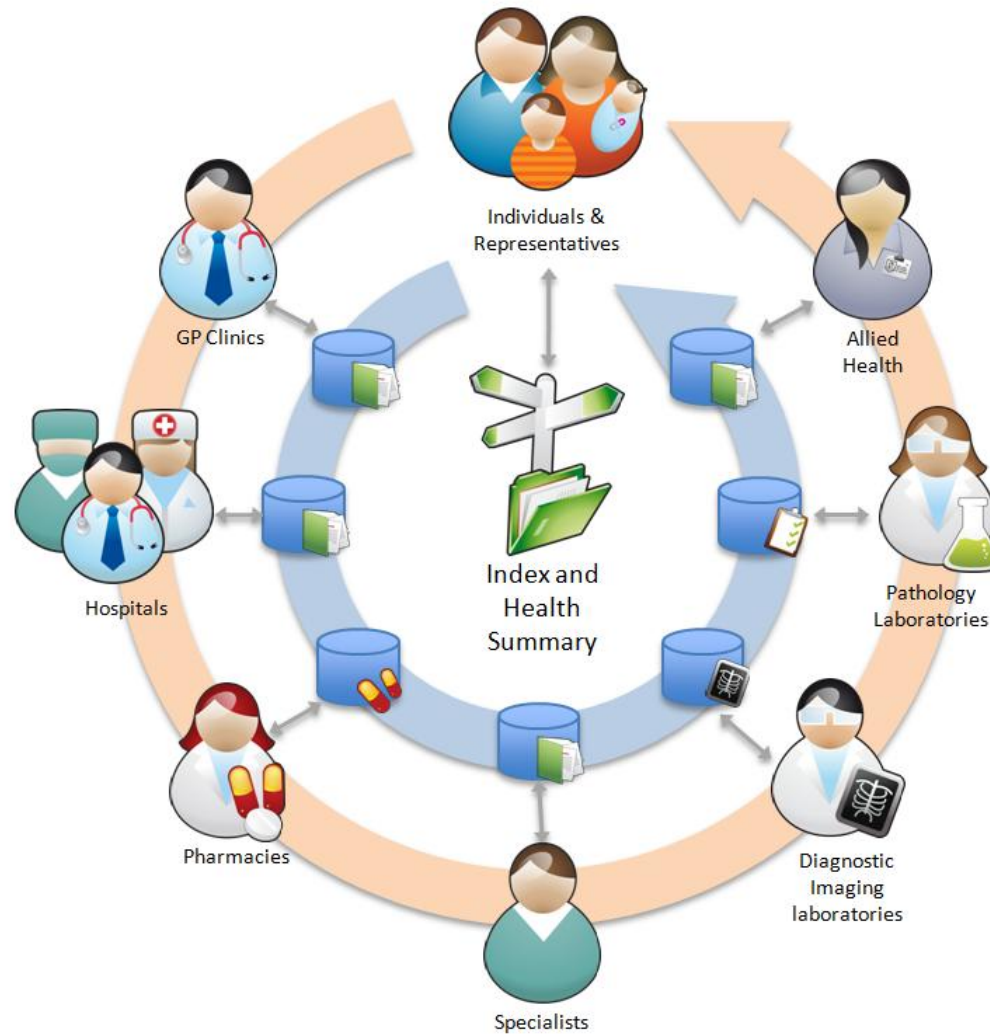 Individuals &
Representatives
GP Clinics
Allied
Health
Hospitals
Index and
Health
Summary
Pathology
Laboratories
Pharmacies
Diagnostic
Imaging
laboratories
Specialists